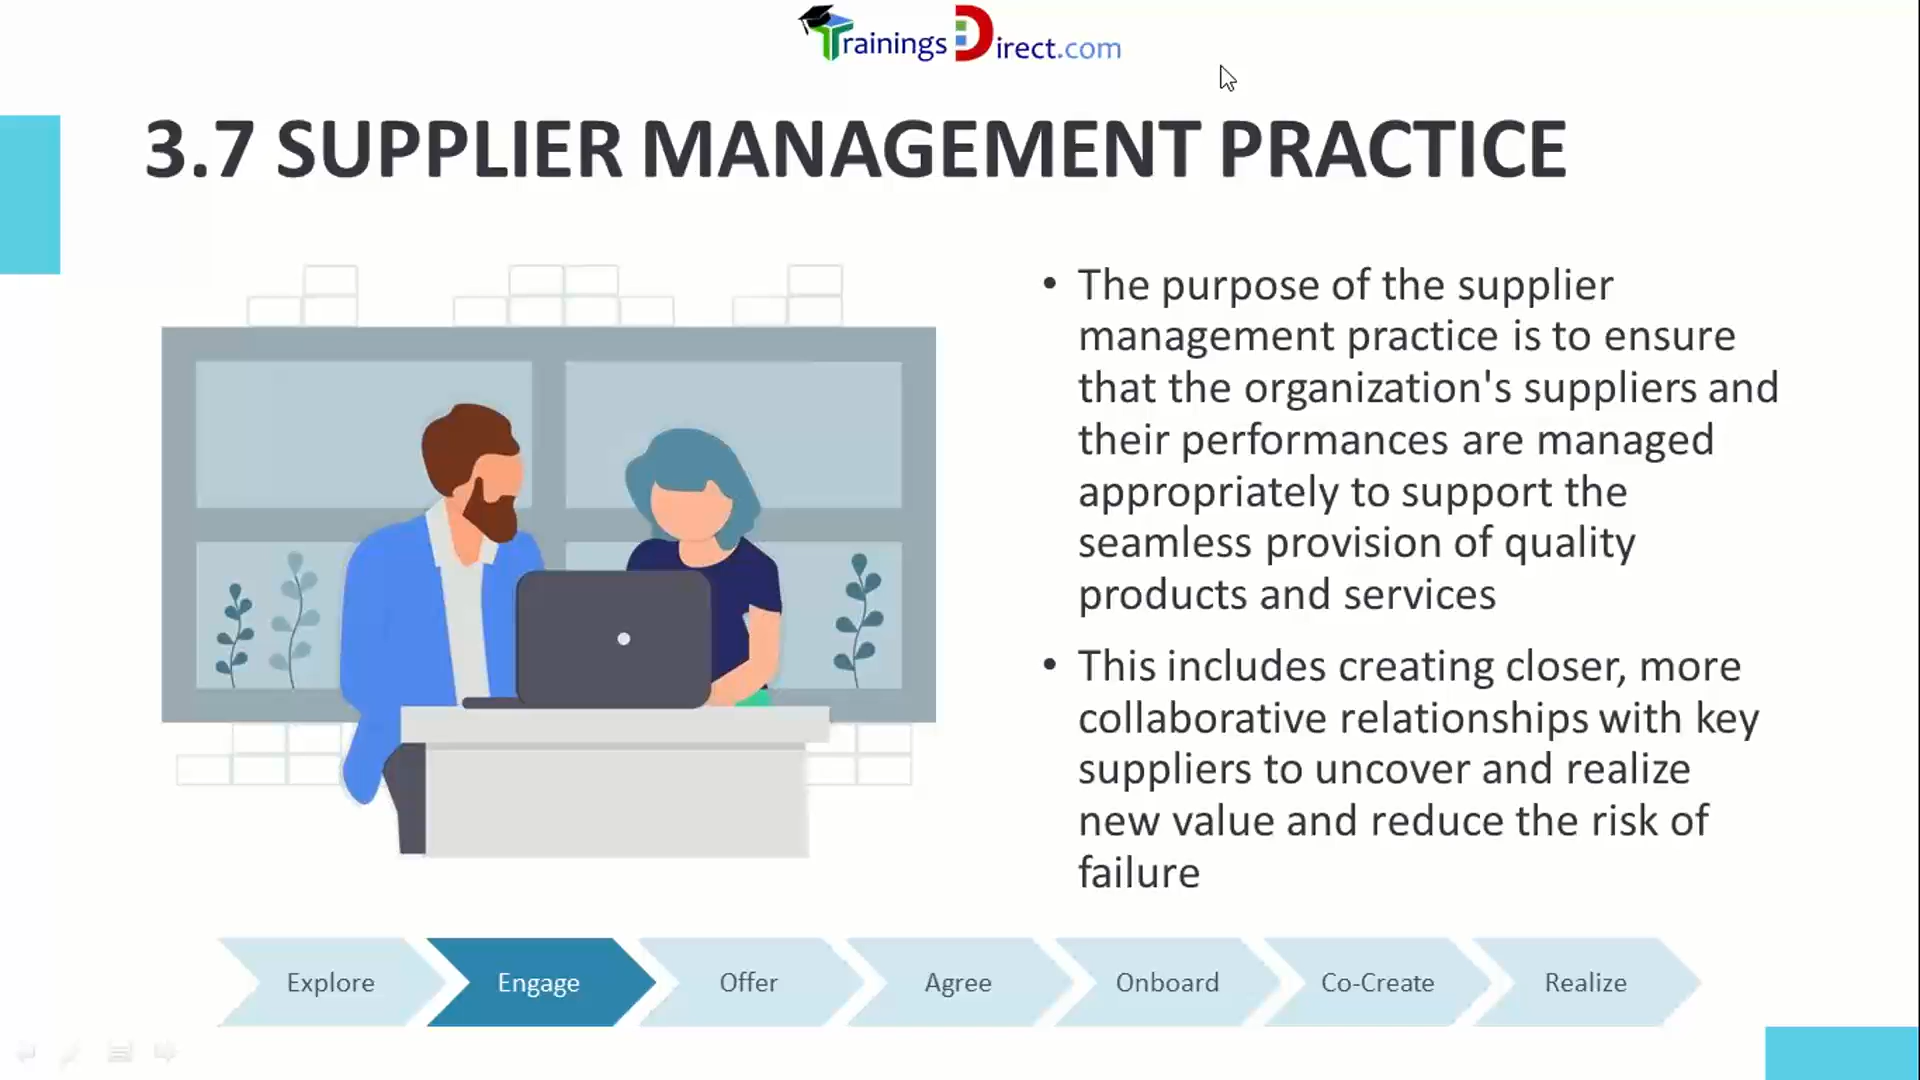 Trainings Direct.com
3.7 SUPPLIER MANAGEMENT PRACTICE
• The purpose of the supplier
management practice is to ensure
that the organization's suppliers and
their performances are managed
appropriately to support the
seamless provision of quality
products and services
• This includes creating closer, more
collaborative relationships with key
suppliers to uncover and realize
new value and reduce the risk of
failure
Explore
Engage
Offer
Agree
Onboard
Co-Create
Realize